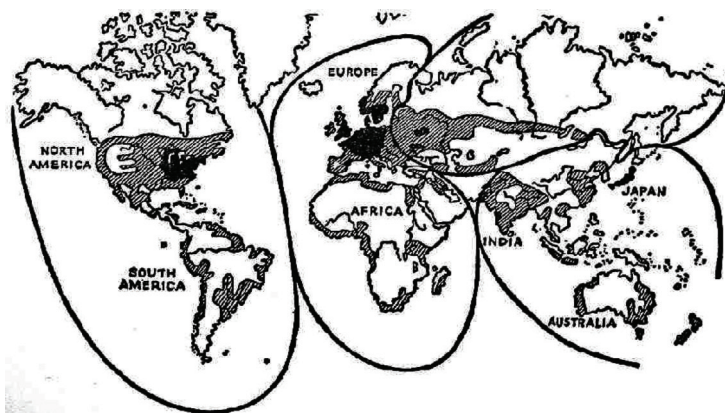 EUROPE
NORTH
AMERICA
AFRICA
JAPAN
INDIA
SOUTH
AMERICA
AUSTRALIA